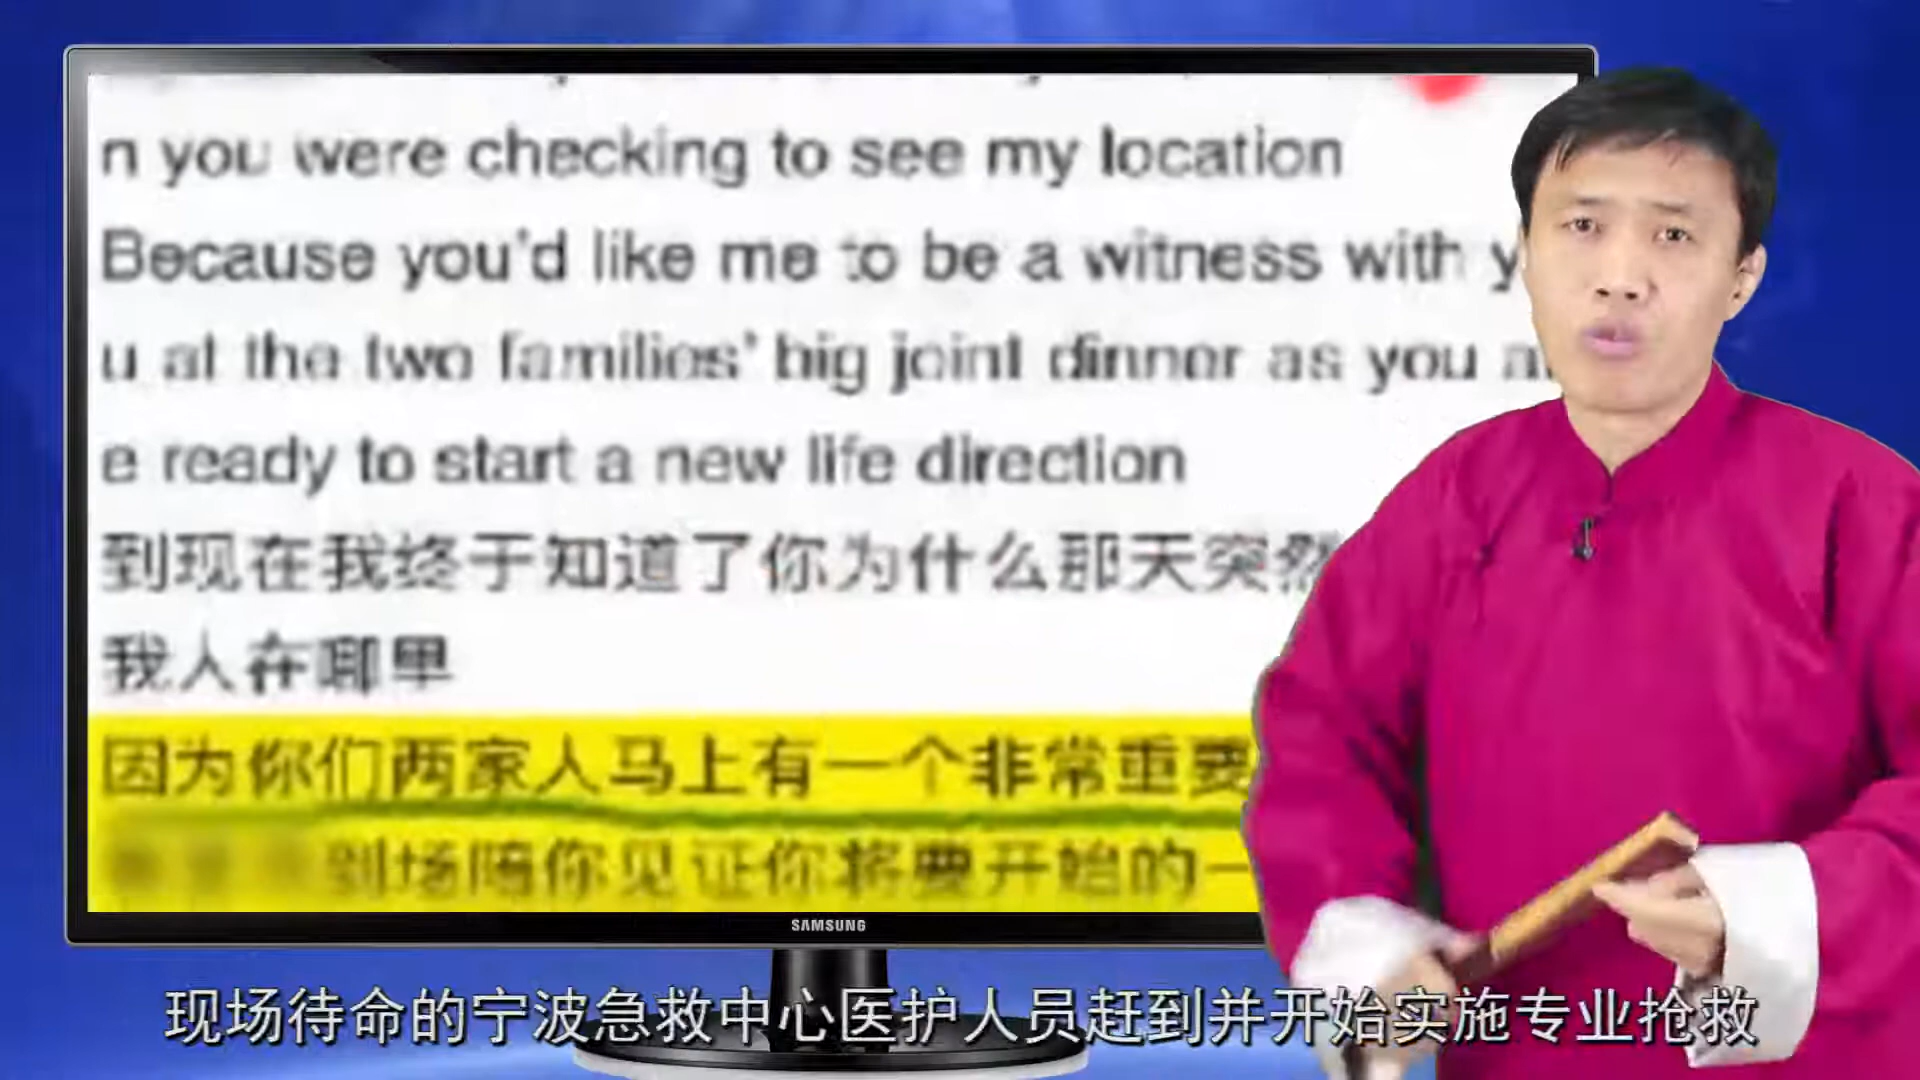 n you were checking to see my location
Because you'd like me to be a witness with y
u at the two families' big joint dinner as you a
e ready to start a new life direction
到现在我终于知道了你为什么那天突然
我人在哪里
因为你们两家人马上有一个非常重要
到场陪你见证你将要开始的一
SAMSUNG
现场待命的宁波急救中心医护人员赶到并开始实施专业抢救